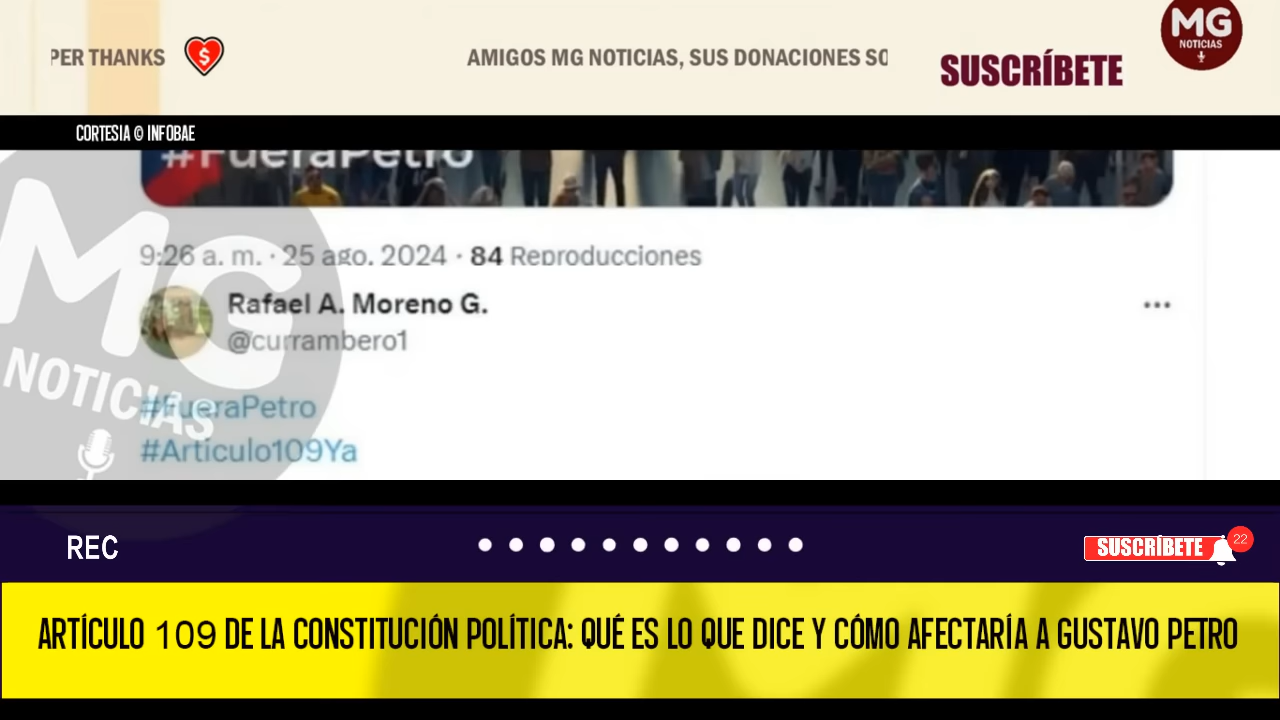 PER THANKS
AMIGOS MG NOTICIAS, SUS DONACIONES SO
SUSCRÍBETE
MG
NOTICIAS
CORTESIA © INFOBAE
#FueraPetro
9:26 a. m. · 25 ago. 2024 · 84 Reproducciones
Rafael A. Moreno G.
@currambero1
MG
NOTICIAS
#FueraPetro
#Articulo109Ya
REC
SUSCRÍBETE
22
ARTÍCULO 109 DE LA CONSTITUCIÓN POLÍTICA: QUÉ ES LO QUE DICE Y CÓMO AFECTARÍA A GUSTAVO PETRO